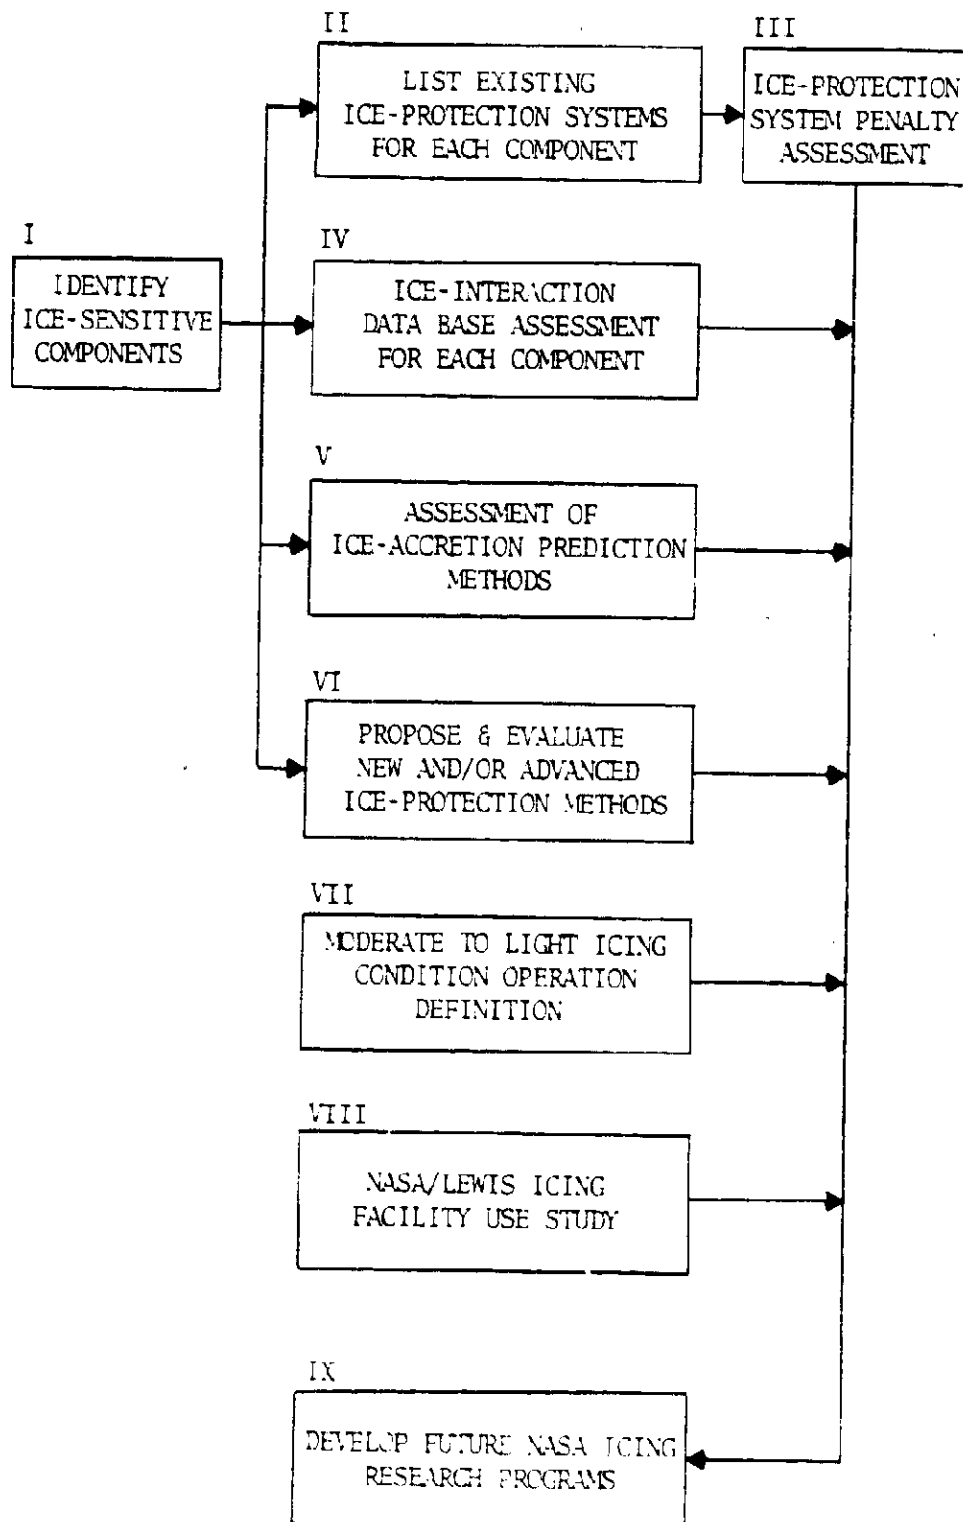 II
LIST EXISTING
ICE-PROTECTION SYSTEMS
FOR EACH COMPONENT
III
ICE-PROTECTION
SYSTEM PENALTY
ASSESSMENT
I
IDENTIFY
ICE-SENSITIVE
COMPONENTS
IV
ICE-INTERACTION
DATA BASE ASSESSMENT
FOR EACH COMPONENT
V
ASSESSMENT OF
ICE-ACCRETION PREDICTION
METHODS
VI
PROPOSE & EVALUATE
NEW AND/OR ADVANCED
ICE-PROTECTION METHODS
VII
MODERATE TO LIGHT ICING
CONDITION OPERATION
DEFINITION
VIII
NASA/LEWIS ICING
FACILITY USE STUDY
IX
DEVELOP FUTURE NASA ICING
RESEARCH PROGRAMS